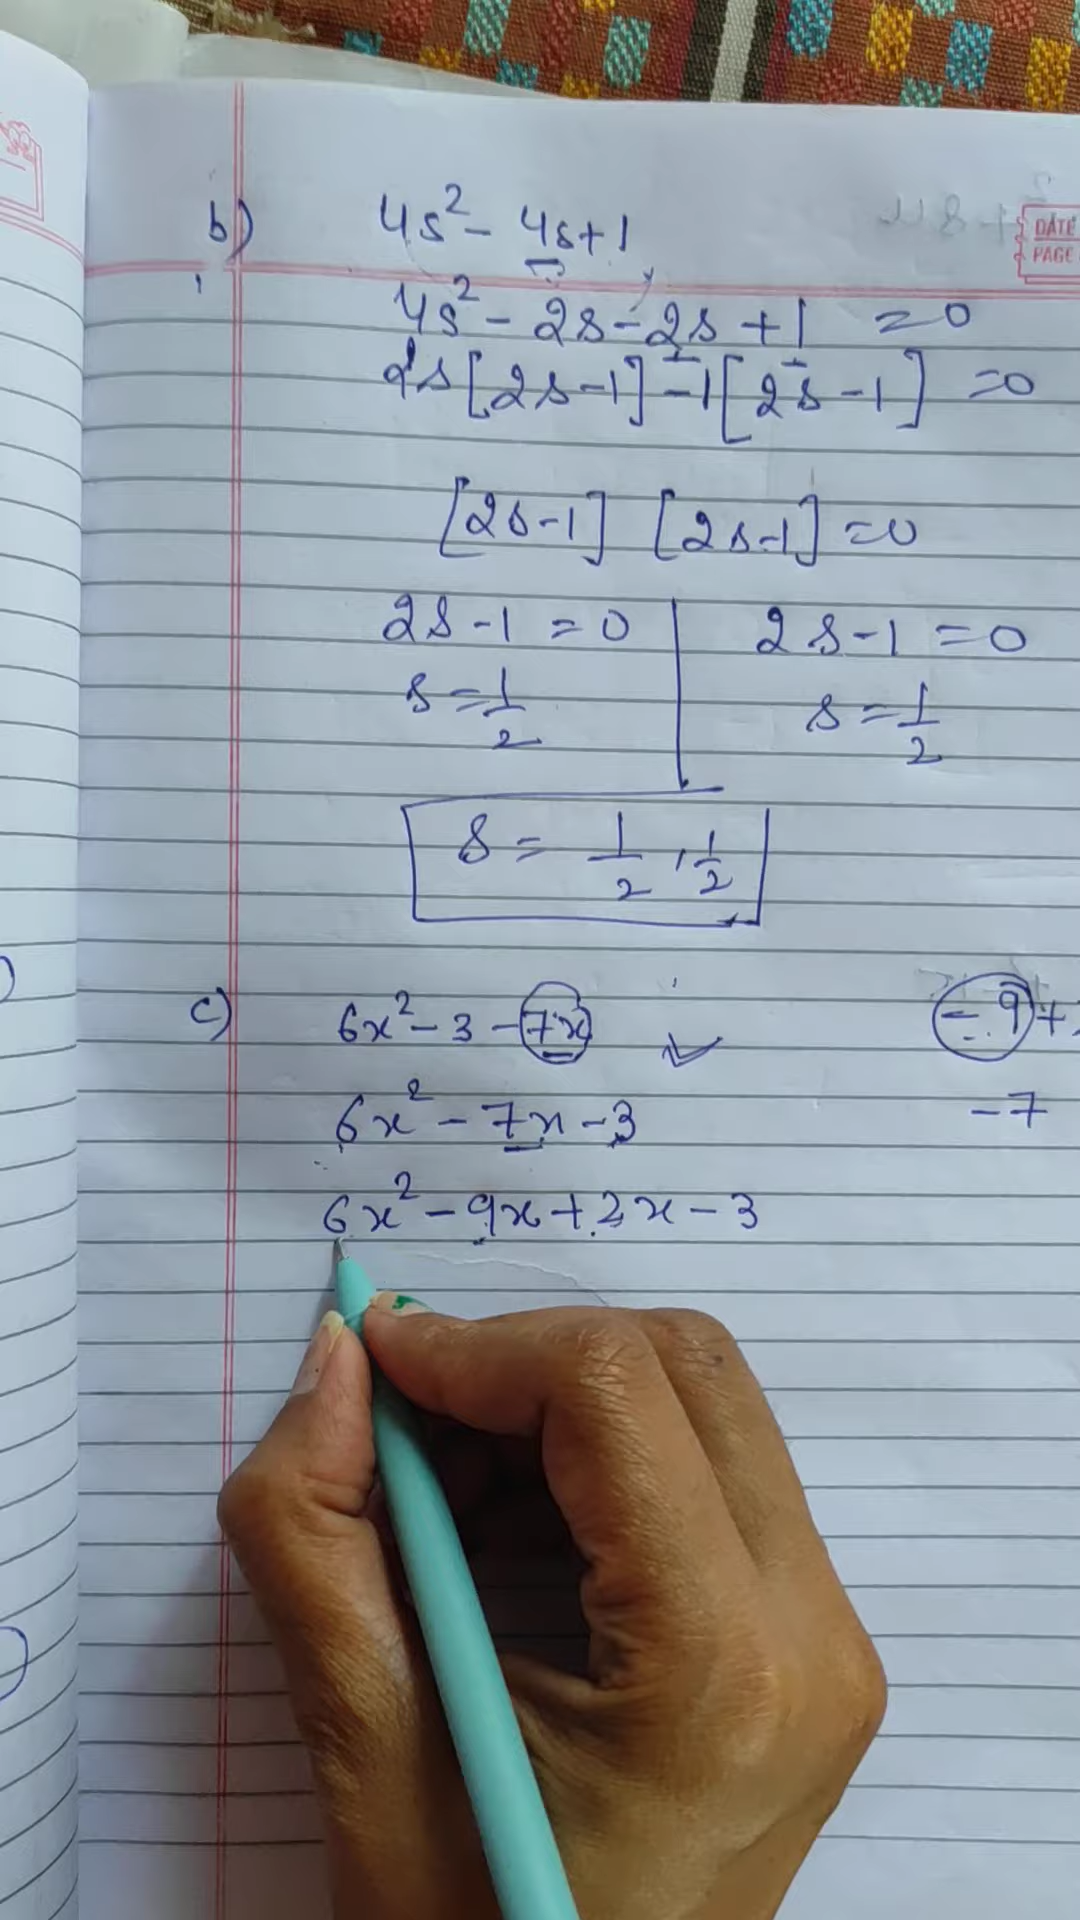 DATE
PAGE
b) 4s² - 4s + 1
4s² - 2s - 2s + 1 = 0
2s [2s - 1] - 1 [2s - 1] = 0
[2s - 1] [2s - 1] = 0
2s - 1 = 0 | 2s - 1 = 0
s = 1/2 | s = 1/2
s = 1/2 , 1/2
c) 6x² - 3 - 7x ✓ - 9 +
6x² - 7x - 3 - 7
6x² - 9x + 2x - 3